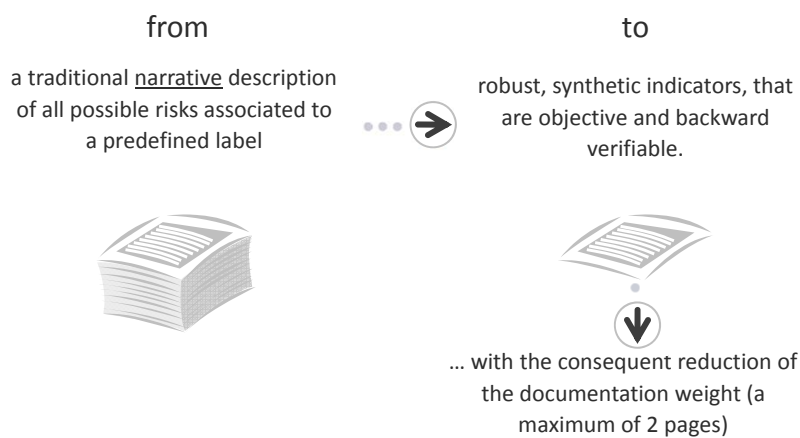 from
a traditional narrative description
of all possible risks associated to
a predefined label
to
robust, synthetic indicators, that
are objective and backward
verifiable.
... with the consequent reduction of
the documentation weight (a
maximum of 2 pages)